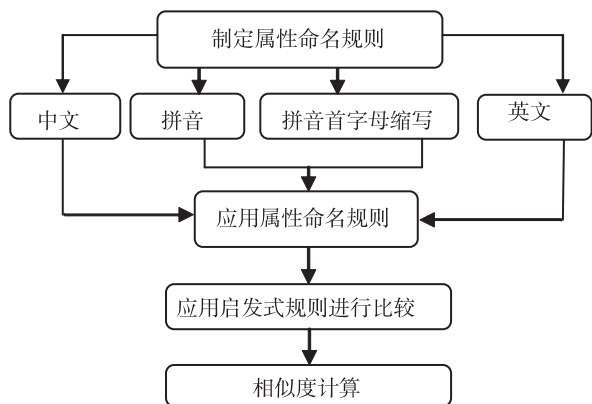 制定属性命名规则
中文
拼音
拼音首字母缩写
英文
应用属性命名规则
应用启发式规则进行比较
相似度计算